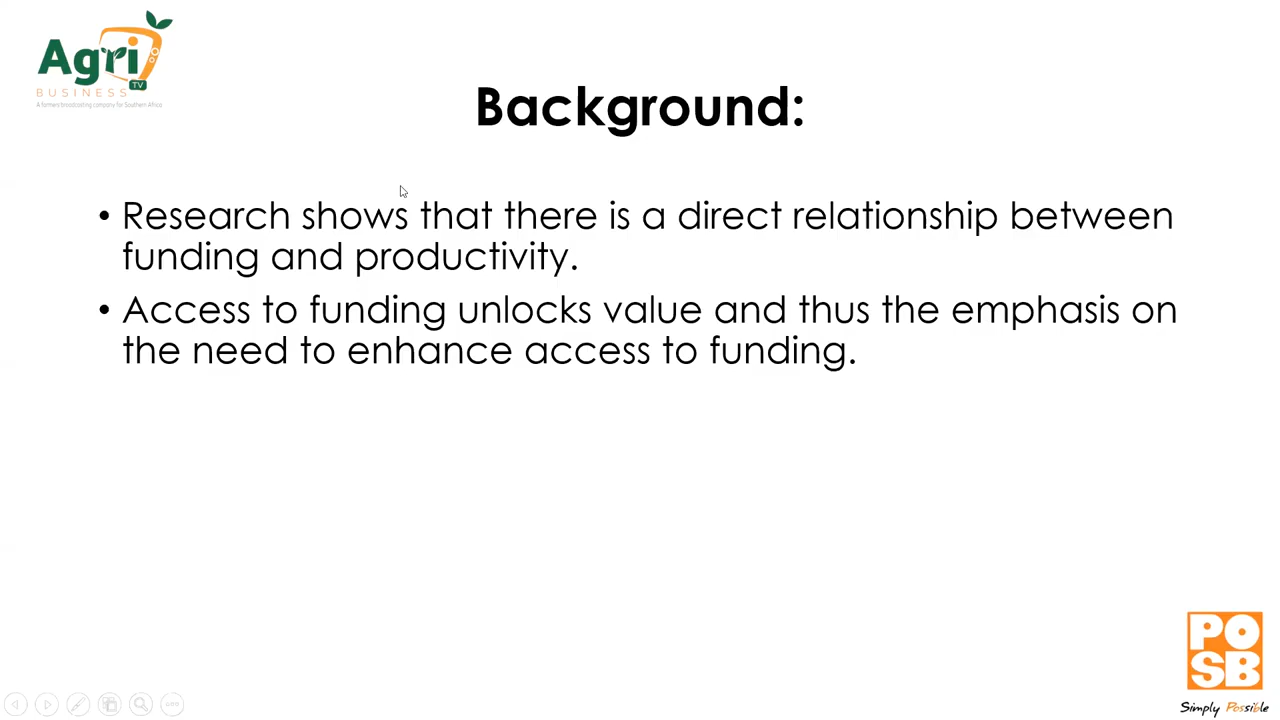 Agri
BUSINESS TV
A farmers broadcasting company for Southern Africa
Background:
• Research shows that there is a direct relationship between
funding and productivity.
• Access to funding unlocks value and thus the emphasis on
the need to enhance access to funding.
PO
SB
Simply Possible